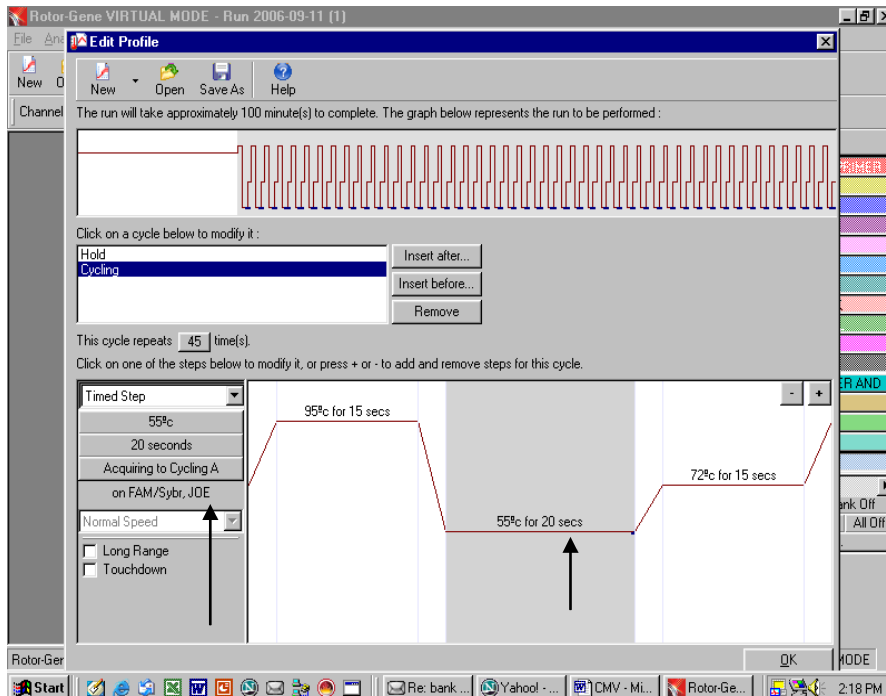 Rotor-Gene VIRTUAL MODE - Run 2006-09-11 (1)
File Ana
Edit Profile
New
New Open Save As Help
Channel
The run will take approximately 100 minute(s) to complete. The graph below represents the run to be performed :
Click on a cycle below to modify it :
Hold
Cycling
Insert after...
Insert before...
Remove
This cycle repeats 45 time(s).
Click on one of the steps below to modify it, or press + or - to add and remove steps for this cycle.
Timed Step
- +
55ºc
20 seconds
Acquiring to Cycling A
on FAM/Sybr, JOE
Normal Speed
Long Range
Touchdown
95ºc for 15 secs
55ºc for 20 secs
72ºc for 15 secs
ER AND
ank Off
All Off
Rotor-Ger
OK
MODE
Start
Re: bank ...
Yahoo! - ...
CMV - Mi...
Rotor-Ge...
2:18 PM